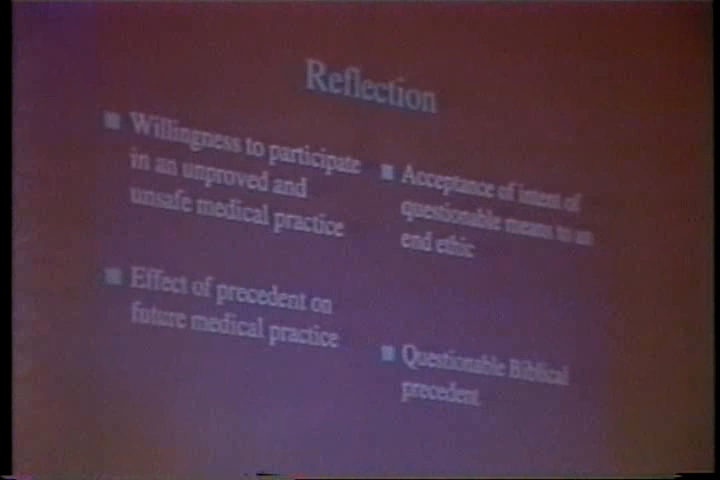 Reflection
Willingness to participate
in an unproved and
unsafe medical practice
Effect of precedent on
future medical practice
Acceptance of intent of
questionable means to an
end ethic
Questionable Biblical
precedent.